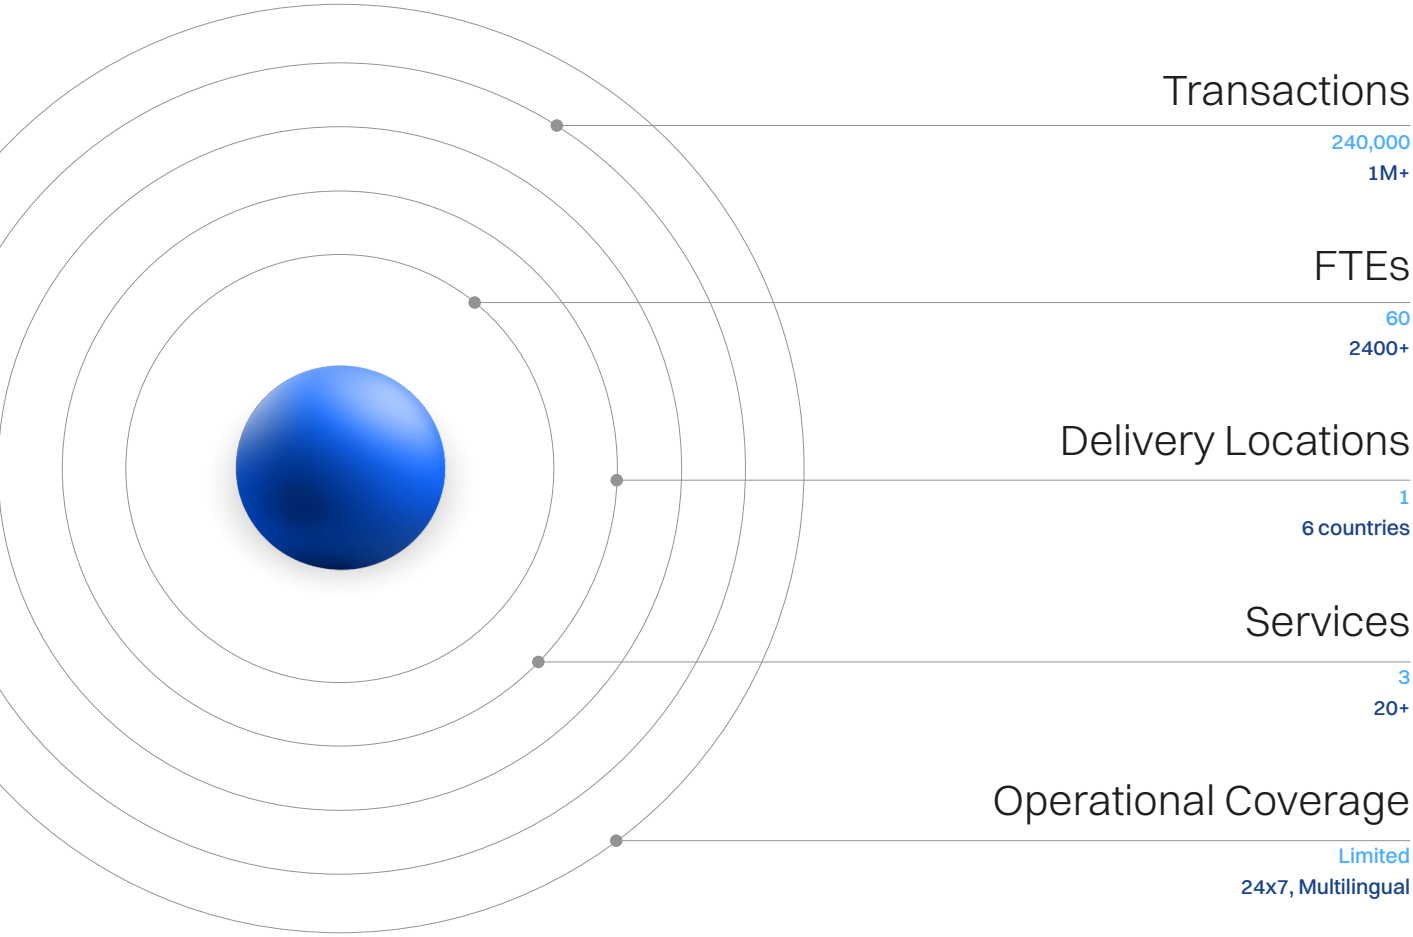 Transactions
240,000
1M+
FTEs
60
2400+
Delivery Locations
1
6 countries
Services
3
20+
Operational Coverage
Limited
24x7, Multilingual